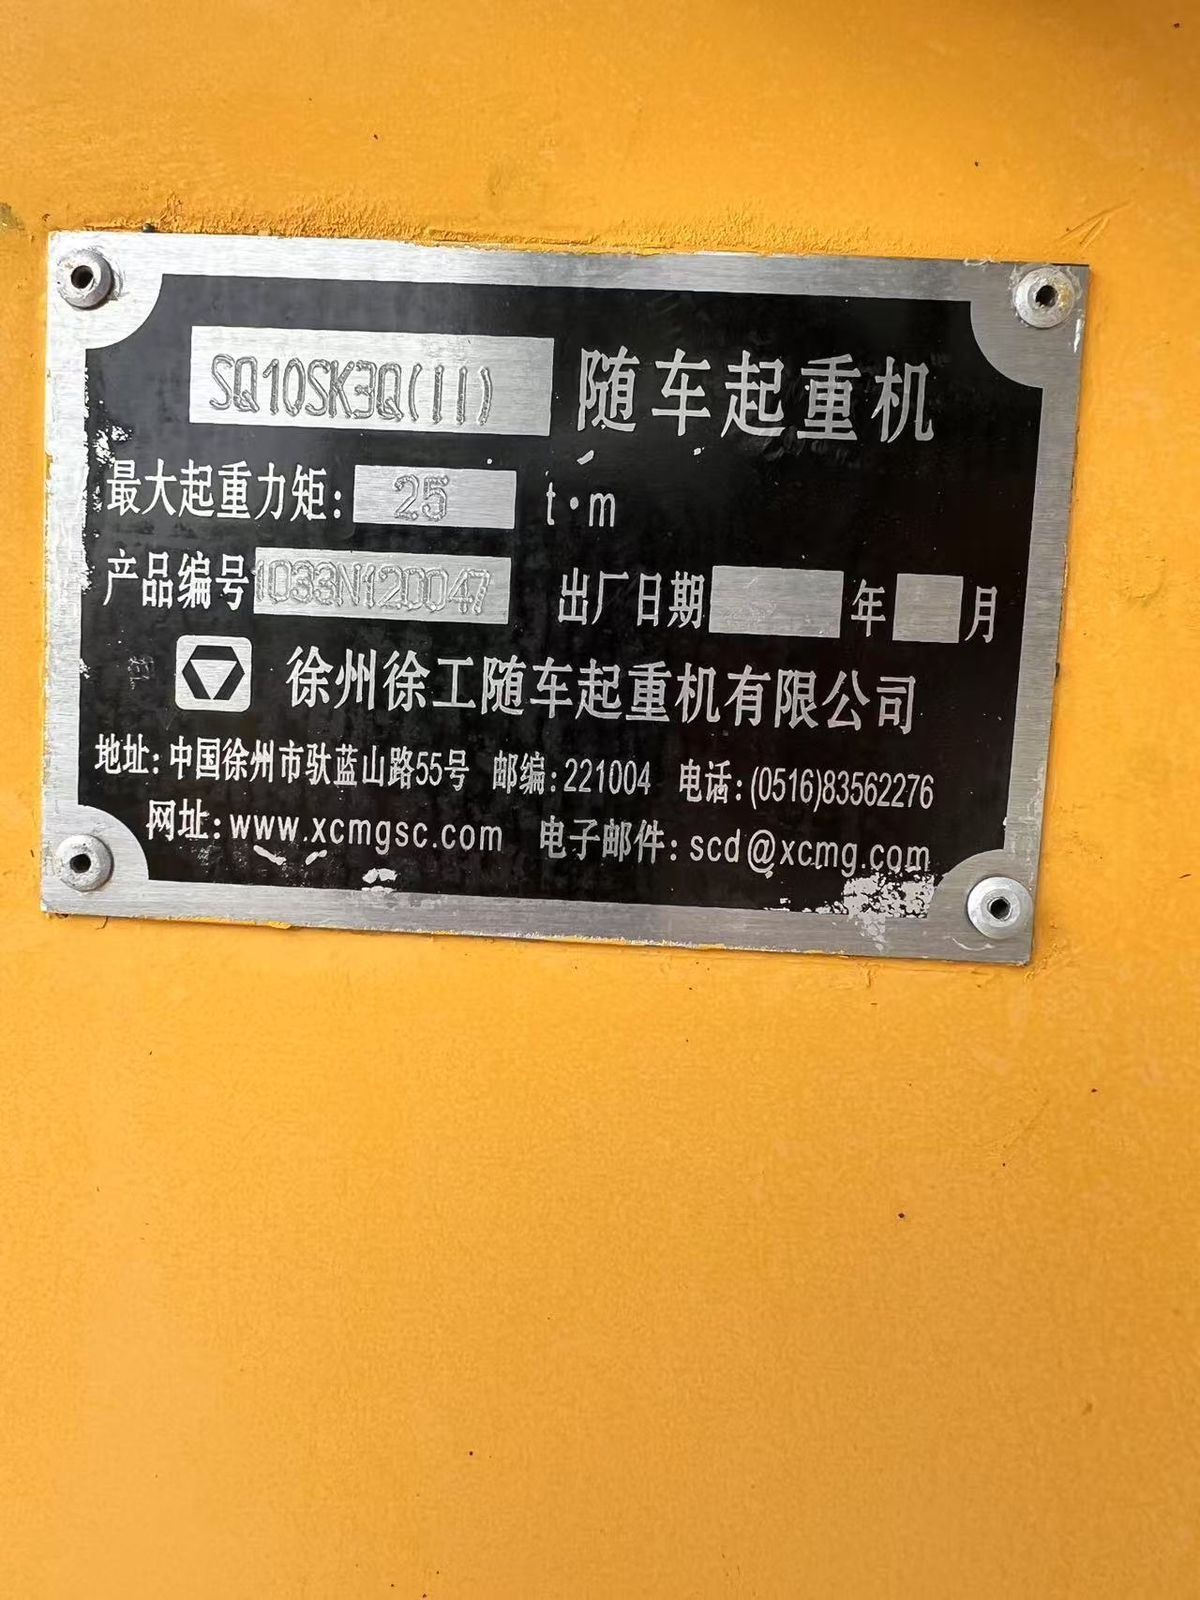 SQ10SK3Q(II) 随车起重机
最大起重力矩: 25 t·m
产品编号 1033N120047 出厂日期 年 月
徐州徐工随车起重机有限公司
地址: 中国徐州市驮蓝山路55号 邮编: 221004 电话: (0516)83562276
网址: www.xcmgsc.com 电子邮件: scd@xcmg.com